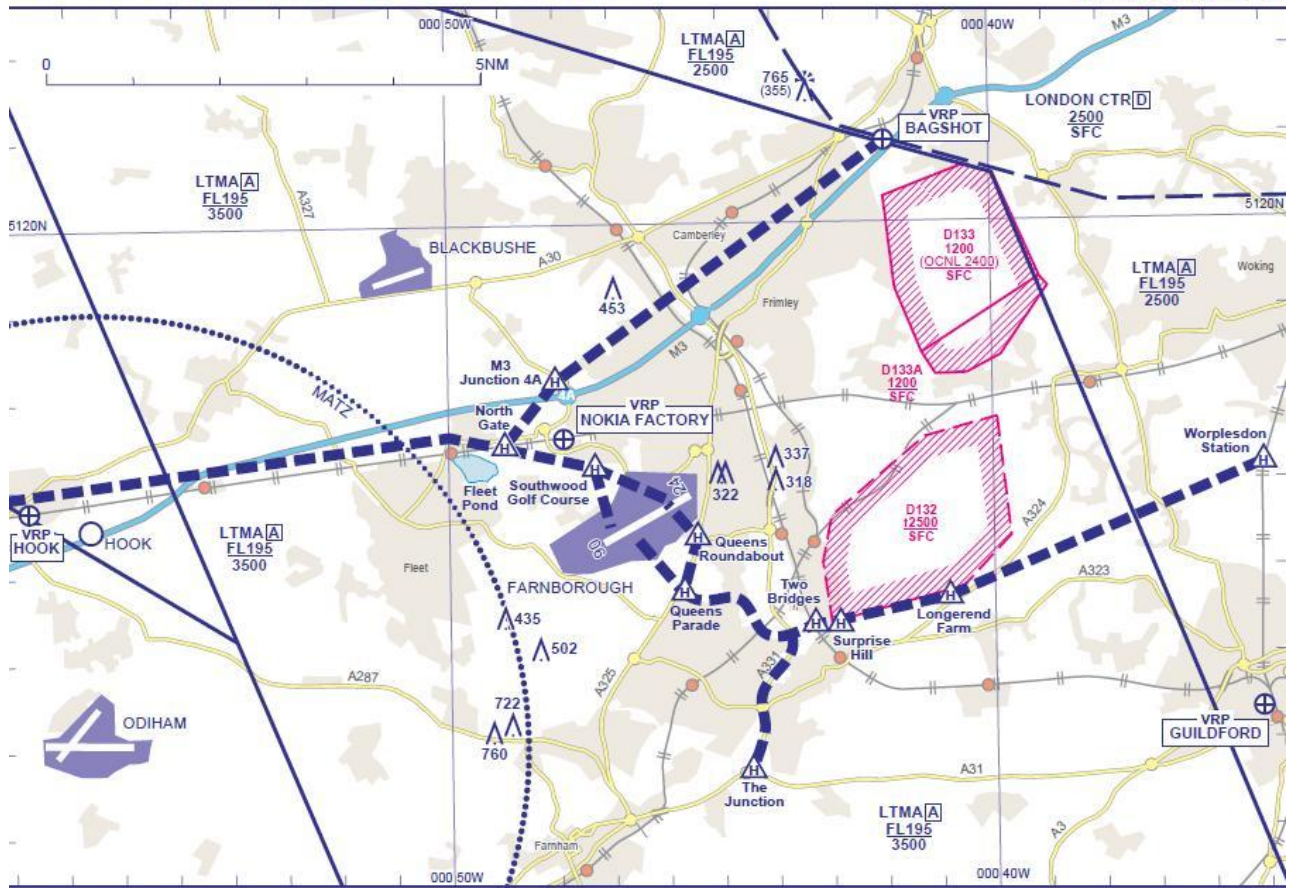 000 50W
000 40W
M3
0
5NM
LTMA A
FL195
2500
765
(355)
VRP
BAGSHOT
LONDON CTR D
2500
SFC
LTMA A
FL195
3500
A327
5120N
5120N
BLACKBUSHE
A30
Camberley
D133
1200
(OCNL 2400)
SFC
LTMA A
FL195
2500
Woking
453
Frimley
M3
MATZ
M3
Junction 4A
4A
D133A
1200
SFC
North
Gate
VRP
NOKIA FACTORY
Worplesdon
Station
337
318
322
Fleet
Pond
Southwood
Golf Course
24
06
VRP
HOOK
HOOK
LTMA A
FL195
3500
Fleet
D132
†2500
SFC
A324
A323
Queens
Roundabout
FARNBOROUGH
Two
Bridges
Queens
Parade
Longerend
Farm
Surprise
Hill
435
502
A331
A325
A287
722
760
ODIHAM
VRP
GUILDFORD
The
Junction
A31
LTMA A
FL195
3500
A3
Farnham
000 50W
000 40W
H
H
H
H
H
H
H
H
H
H